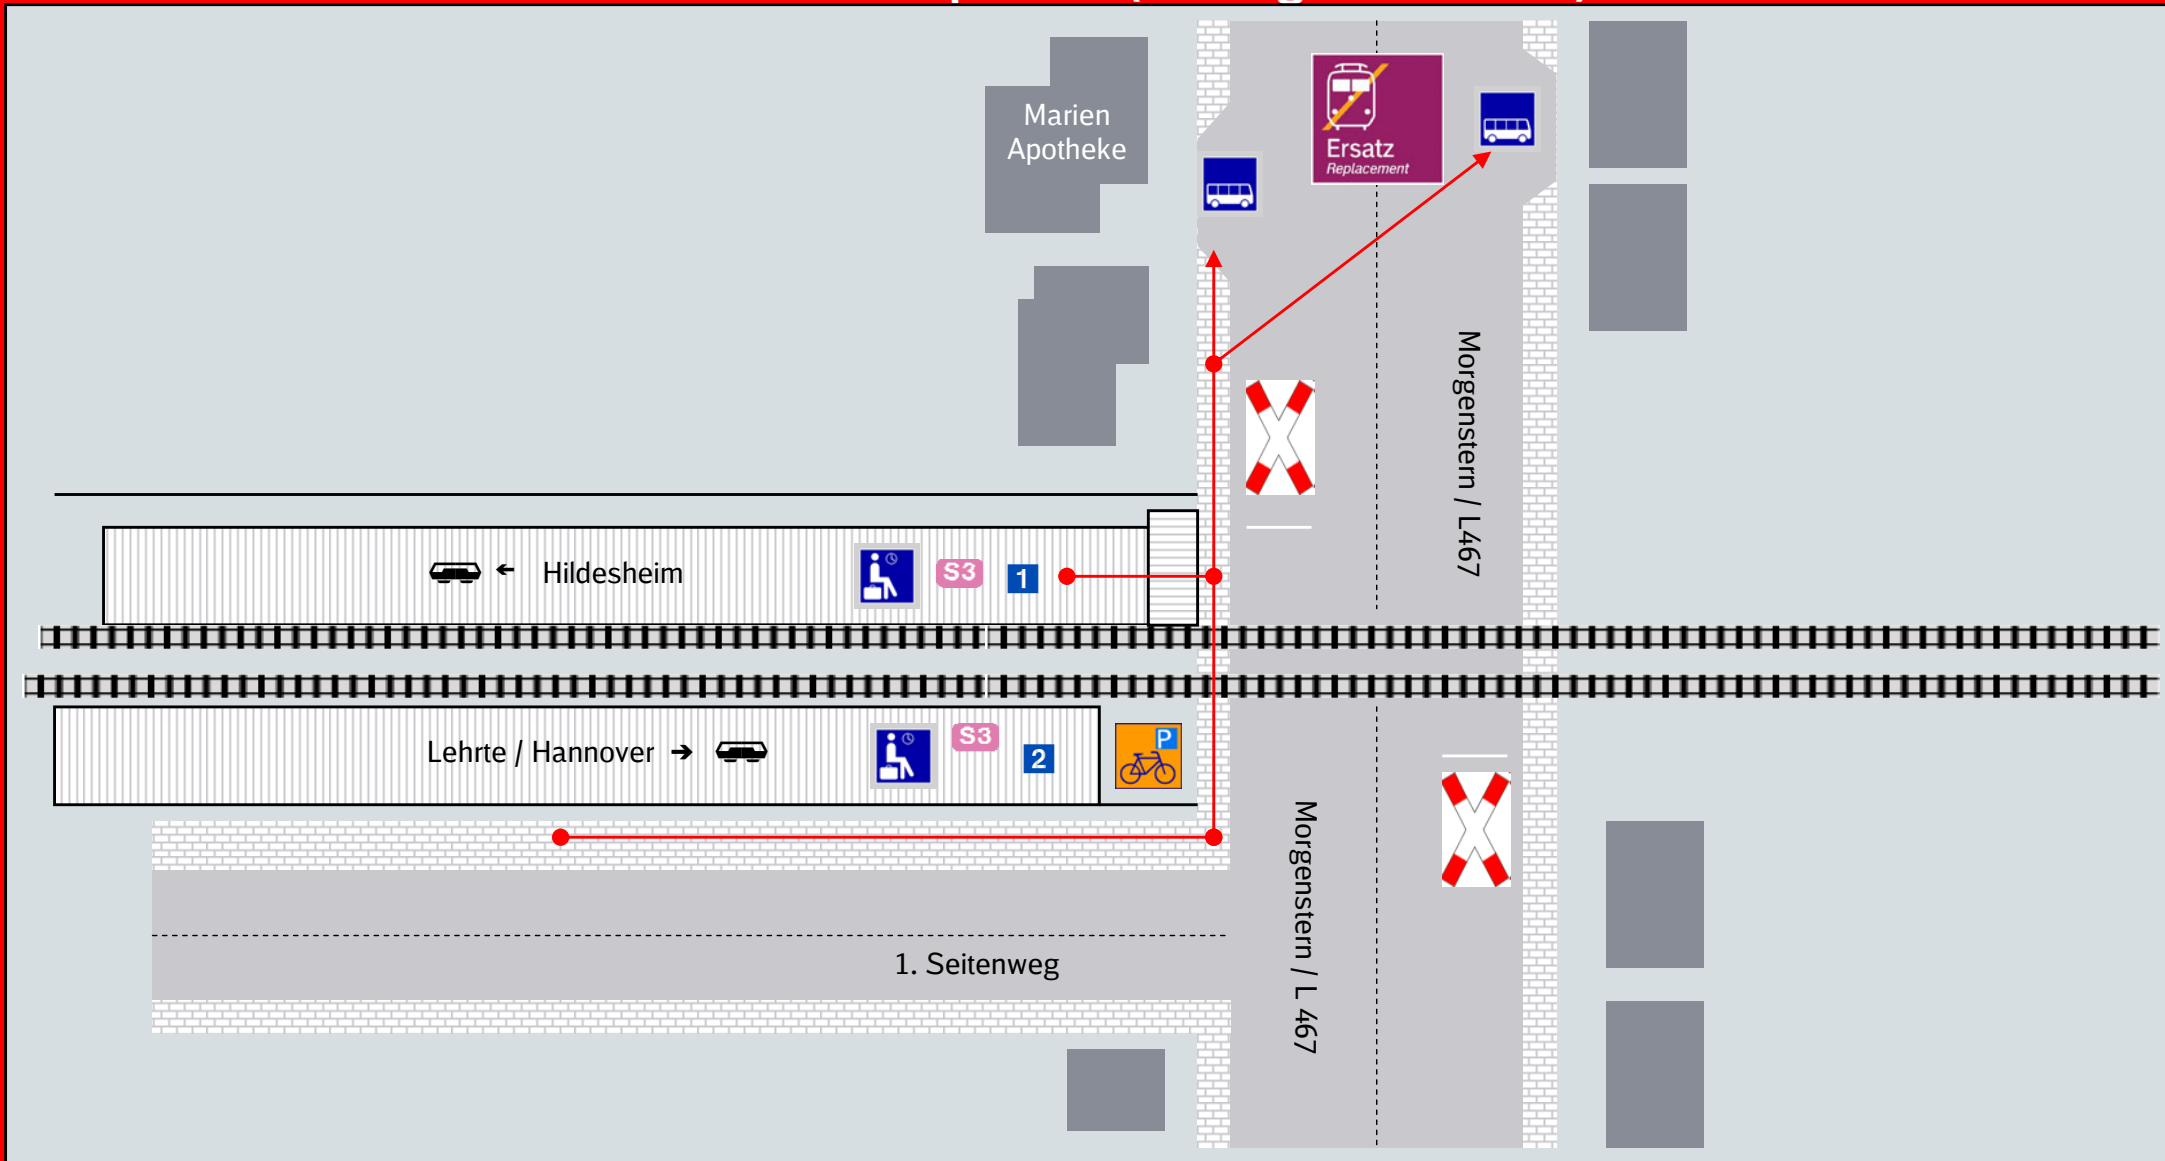 Marien
Apotheke
Ersatz
Replacement
Morgenstern / L467
← Hildesheim
S3
1
Lehrte / Hannover →
S3
2
P
Morgenstern / L 467
1. Seitenweg